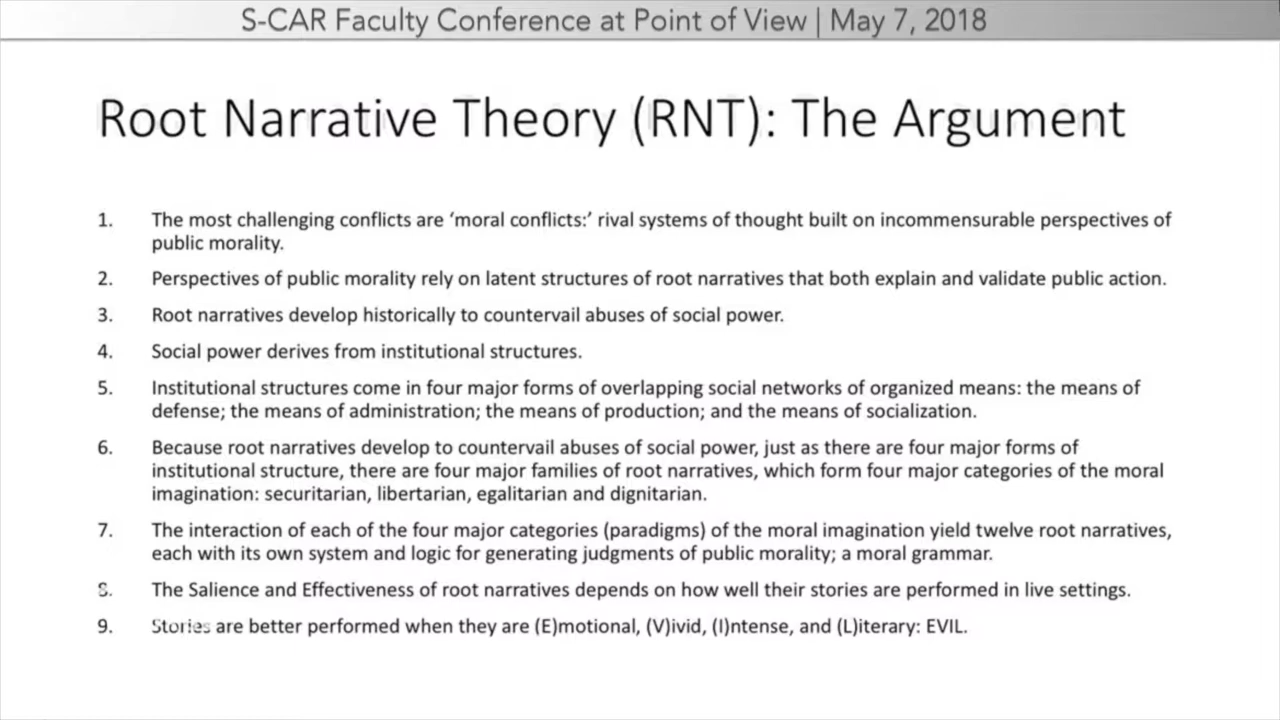 S-CAR Faculty Conference at Point of View | May 7, 2018
Root Narrative Theory (RNT): The Argument
1. The most challenging conflicts are ‘moral conflicts:’ rival systems of thought built on incommensurable perspectives of
public morality.
2. Perspectives of public morality rely on latent structures of root narratives that both explain and validate public action.
3. Root narratives develop historically to countervail abuses of social power.
4. Social power derives from institutional structures.
5. Institutional structures come in four major forms of overlapping social networks of organized means: the means of
defense; the means of administration; the means of production; and the means of socialization.
6. Because root narratives develop to countervail abuses of social power, just as there are four major forms of
institutional structure, there are four major families of root narratives, which form four major categories of the moral
imagination: securitarian, libertarian, egalitarian and dignitarian.
7. The interaction of each of the four major categories (paradigms) of the moral imagination yield twelve root narratives,
each with its own system and logic for generating judgments of public morality; a moral grammar.
8. The Salience and Effectiveness of root narratives depends on how well their stories are performed in live settings.
9. Stories are better performed when they are (E)motional, (V)ivid, (I)ntense, and (L)iterary: EVIL.